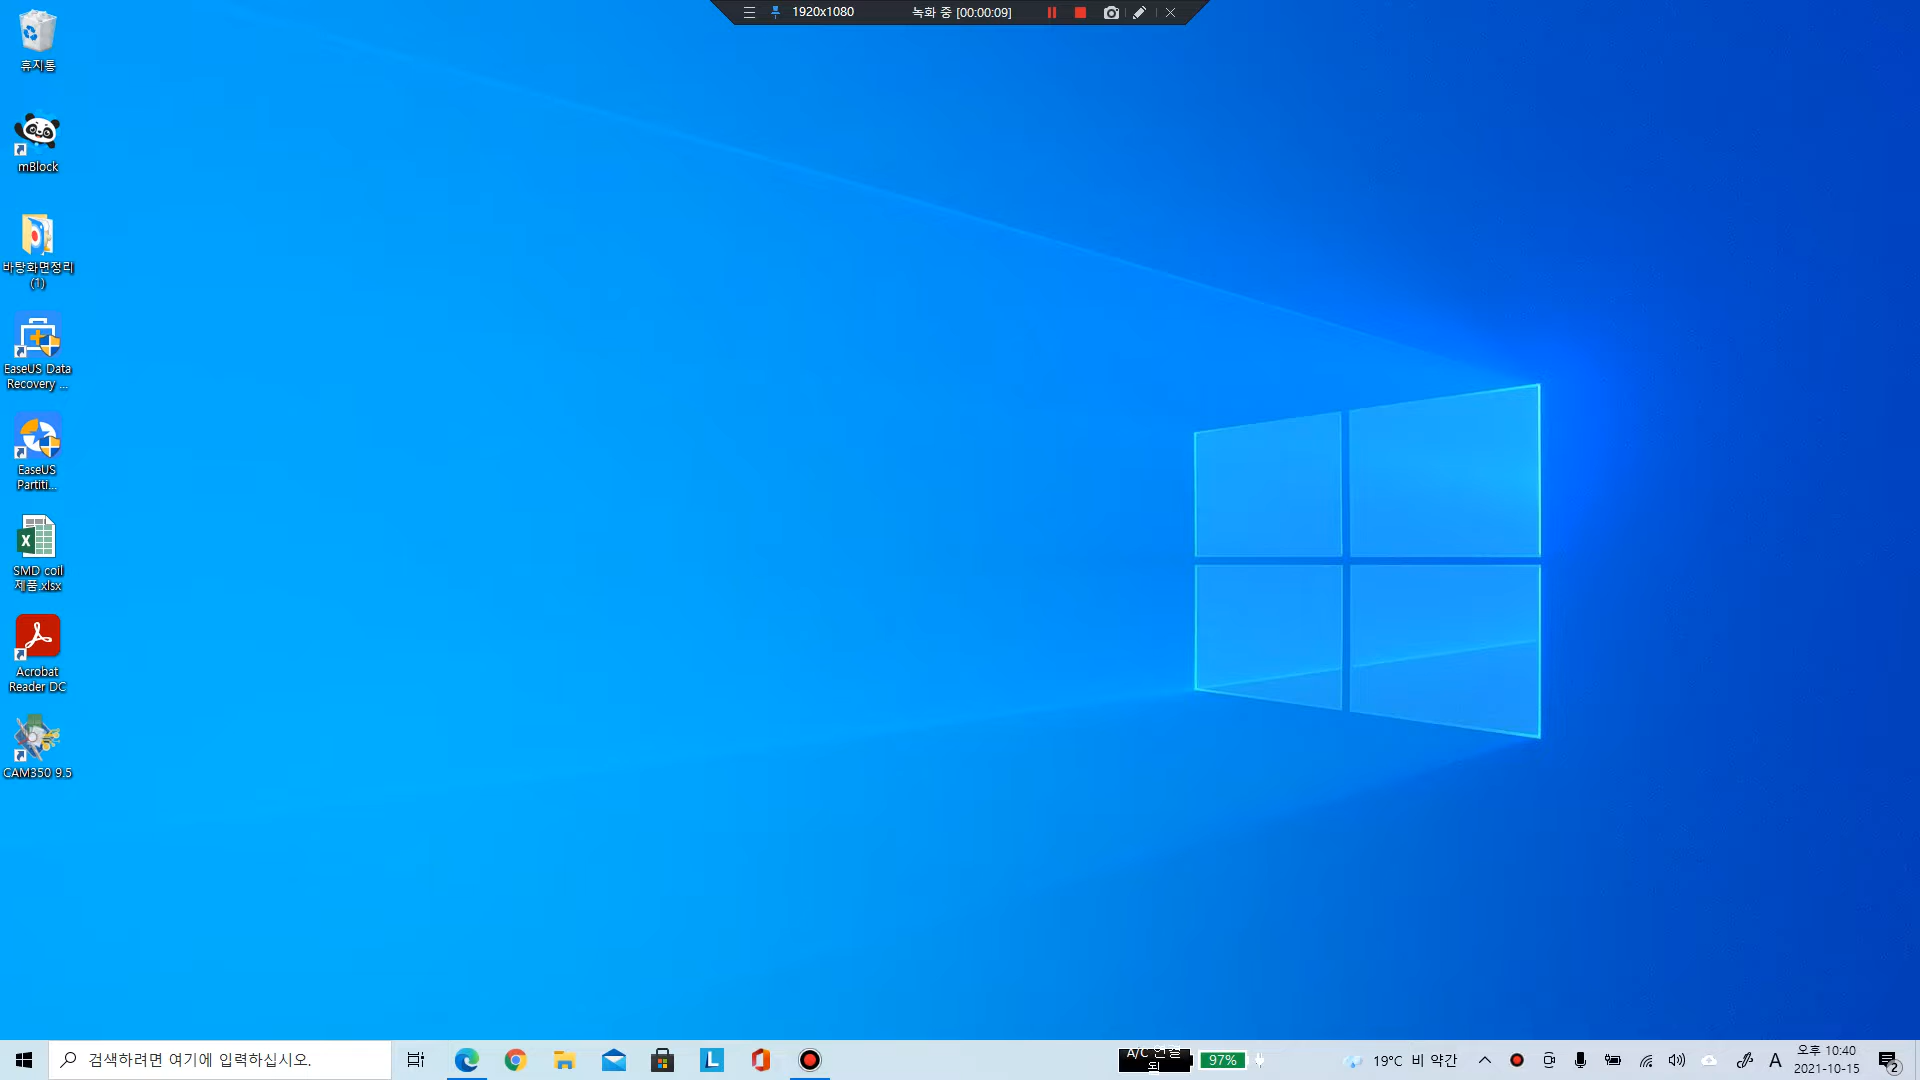 1920x1080
녹화 중 [00:00:09]
휴지통
mBlock
바탕화면정리
(1)
EaseUS Data
Recovery ...
EaseUS
Partiti...
SMD coil
제품.xlsx
Acrobat
Reader DC
CAM350 9.5
검색하려면 여기에 입력하십시오.
A/C 연결
됨
97%
19°C 비 약간
A
오후 10:40
2021-10-15
2